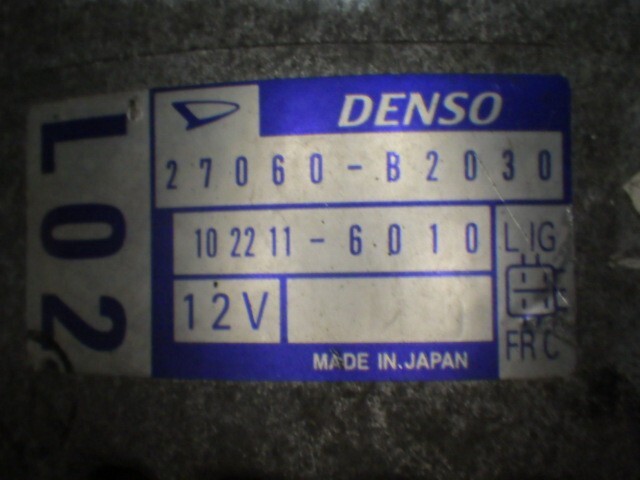 L02
DENSO
27060-B2030
102211-6010
L IG
12V
FR C
MADE IN.JAPAN